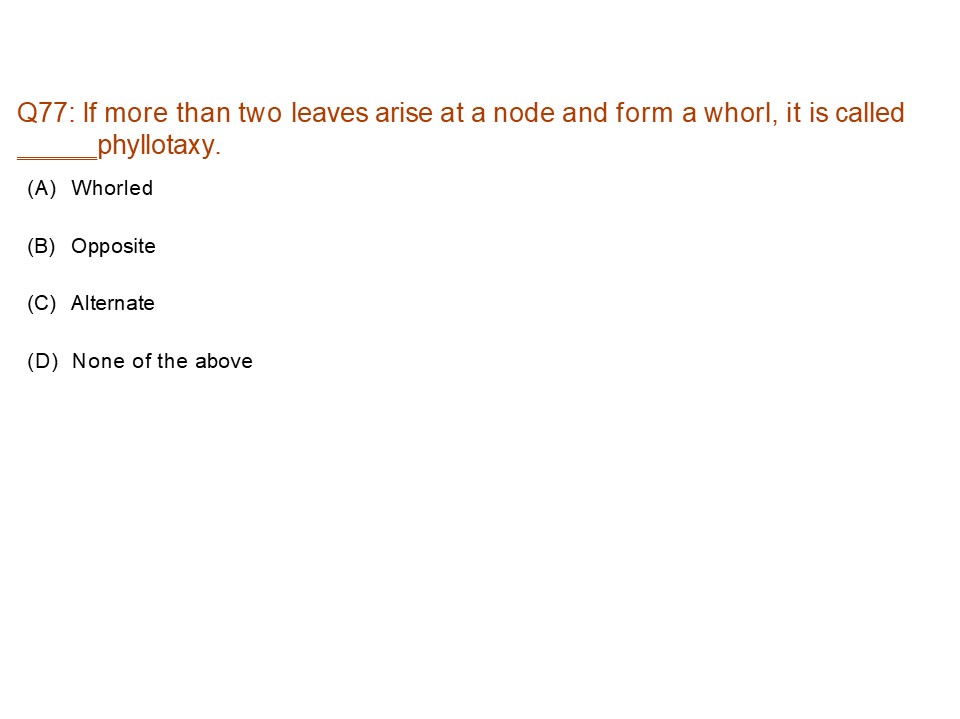 Q77: If more than two leaves arise at a node and form a whorl, it is called
______phyllotaxy.
(A) Whorled
(B) Opposite
(C) Alternate
(D) None of the above